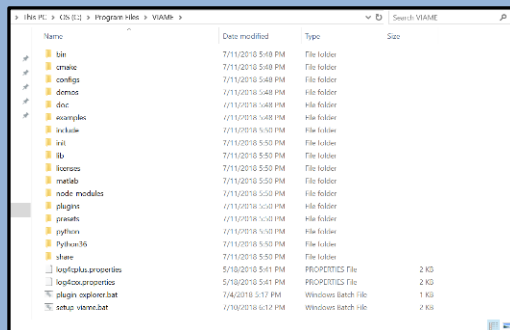 This PC > OS (C:) > Program Files > VIAME >
Search VIAME
Name Date modified Type Size
bin 7/11/2018 5:48 PM File folder
cmake 7/11/2018 5:48 PM File folder
configs 7/11/2018 5:48 PM File folder
demos 7/11/2018 5:48 PM File folder
doc 7/11/2018 5:48 PM File folder
examples 7/11/2018 5:48 PM File folder
include 7/11/2018 5:50 PM File folder
init 7/11/2018 5:50 PM File folder
lib 7/11/2018 5:50 PM File folder
licenses 7/11/2018 5:50 PM File folder
matlab 7/11/2018 5:50 PM File folder
node-modules 7/11/2018 5:50 PM File folder
plugins 7/11/2018 5:50 PM File folder
presets 7/11/2018 5:50 PM File folder
python 7/11/2018 5:50 PM File folder
Python36 7/11/2018 5:50 PM File folder
share 7/11/2018 5:50 PM File folder
log4cplus.properties 5/18/2018 5:41 PM PROPERTIES File 2 KB
log4cxx.properties 5/18/2018 5:41 PM PROPERTIES File 2 KB
plugin_explorer.bat 7/4/2018 5:17 PM Windows Batch File 1 KB
setup_viame.bat 7/10/2018 6:12 PM Windows Batch File 2 KB